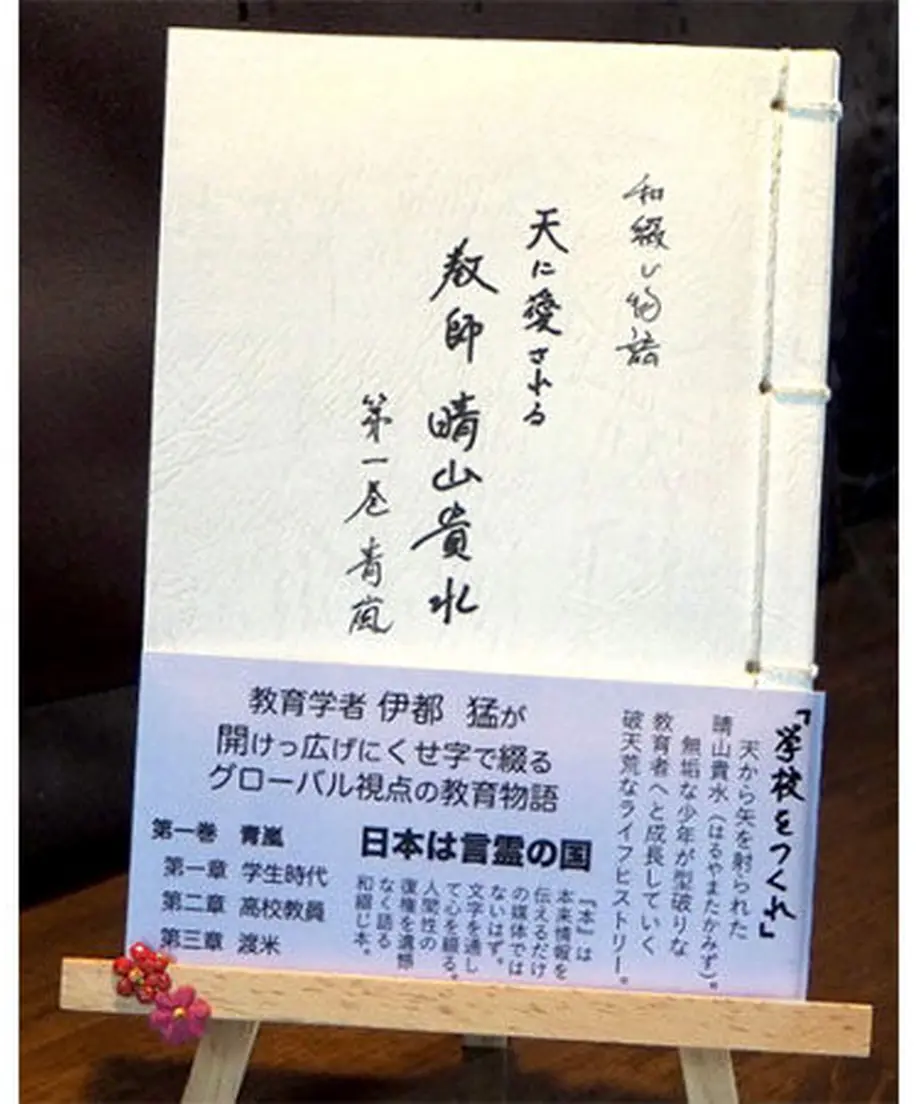 和綴じ物語
天に愛される
教師 晴山貴水
第一巻 青嵐
「学校をつくれ」
天から矢を射られた
晴山貴水（はるやまたかみず）。
無垢な少年が型破りな
教育者へと成長していく
破天荒なライフヒストリー。
教育学者 伊都 猛が
開けっ広げにくせ字で綴る
グローバル視点の教育物語
日本は言霊の国
『本』は
本来情報を
伝えるだけ
の媒体では
ないはず。
文字を通し
て心を綴る。
人間性の
復権を遺憾
なく語る
和綴じ本。
第一巻 青嵐
第一章 学生時代
第二章 高校教員
第三章 渡米